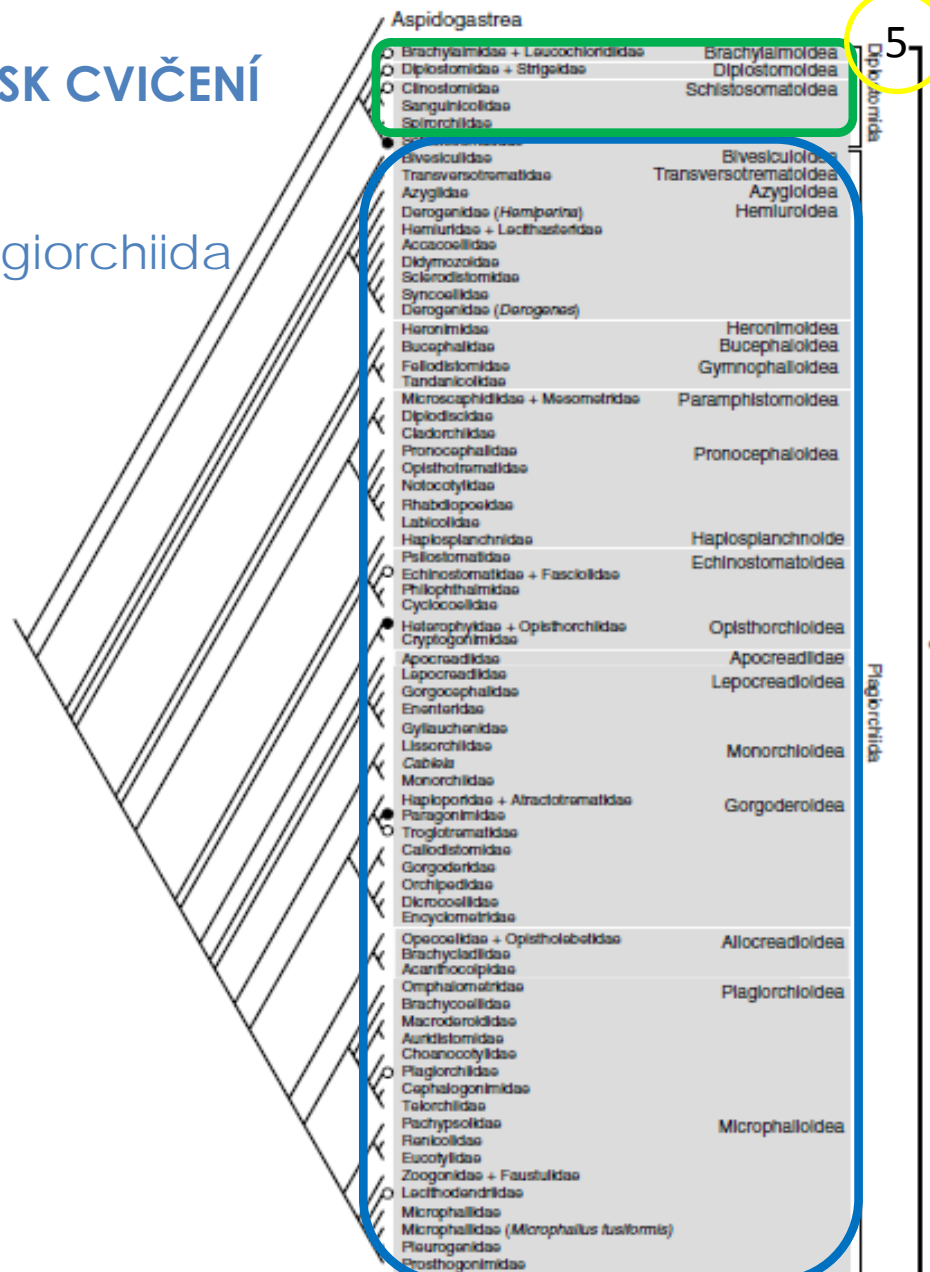 Aspidogastrea
5
SK CVIČENÍ
giorchiida
Brachylaimidae + Leucochloridiidae Brachylaimoidea
Diplostomidae + Strigeidae Diplostomoidea
Clinostomidae Schistosomatoidea
Sanguinicolidae
Spirorchiidae
Diplostomida
Bivesiculidae Bivesiculoidea
Transversotrematidae Transversotrematoidea
Azygiidae Azygioidea
Derogenidae (Hemiperina) Hemiuroidea
Hemiuridae + Lecithasteridae
Accacoeliidae
Didymozoidae
Sclerodistomidae
Syncoeliidae
Derogenidae (Derogenes)
Heronimidae Heronimoidea
Bucephalidae Bucephaloidea
Fellodistomidae Gymnophalloidea
Tandanicolidae
Microscaphidiidae + Mesometridae Paramphistomoidea
Diplodiscidae
Cladorchiidae
Pronocephalidae Pronocephaloidea
Opisthotrematidae
Notocotylidae
Rhabdiopoeidae
Labicolidae
Haplosplanchnidae Haplosplanchnoide
Psilostomatidae Echinostomatoidea
Echinostomatidae + Fasciolidae
Philophthalmidae
Cyclocoelidae
Heterophyidae + Opisthorchiidae Opisthorchioidea
Cryptogonimidae
Apocreadiidae Apocreadiidae
Lepocreadiidae Lepocreadioidea
Gorgocephalidae
Enenteridae
Gyliauchenidae
Lissorchiidae Monorchioidea
Cableia
Monorchiidae
Haploporidae + Atractotrematidae Gorgoderoidea
Paragonimidae
Troglotrematidae
Callodistomidae
Gorgoderidae
Orchipedidae
Dicrocoeliidae
Encyclometridae
Opecoelidae + Opistholebetidae Allocreadioidea
Brachycladiidae
Acanthocolpidae
Omphalometridae Plagiorchioidea
Brachycoeliidae
Macroderoididae
Auridistomidae
Choanocotylidae
Plagiorchiidae
Cephalogonimidae
Telorchiidae
Pachypsolidae Microphalloidea
Renicolidae
Eucotylidae
Zoogonidae + Faustulidae
Lecithodendriidae
Microphallidae
Microphallidae (Microphallus fusiformis)
Pleurogenidae
Prosthogonimidae
Plagiorchiida